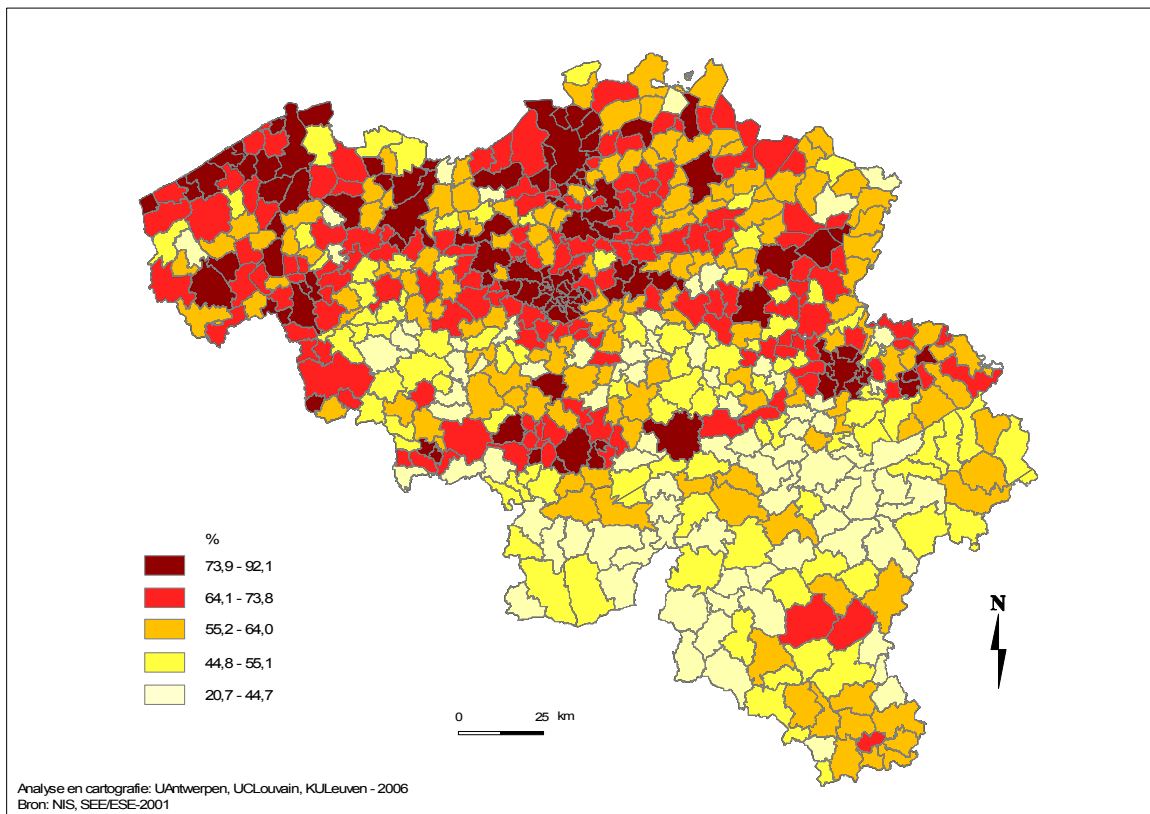 %
73,9 - 92,1
64,1 - 73,8
55,2 - 64,0
44,8 - 55,1
20,7 - 44,7
N
0 25 km
Analyse en cartografie: UAntwerpen, UCLouvain, KULeuven - 2006
Bron: NIS, SEE/ESE-2001